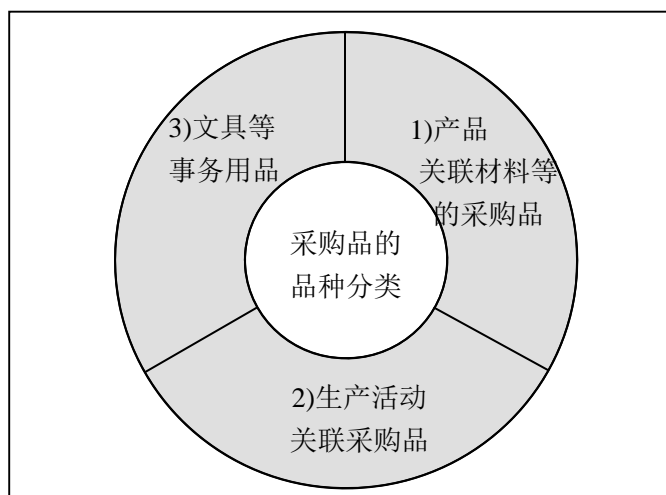 3)文具等
事务用品
1)产品
关联材料等
的采购品
采购品的
品种分类
2)生产活动
关联采购品